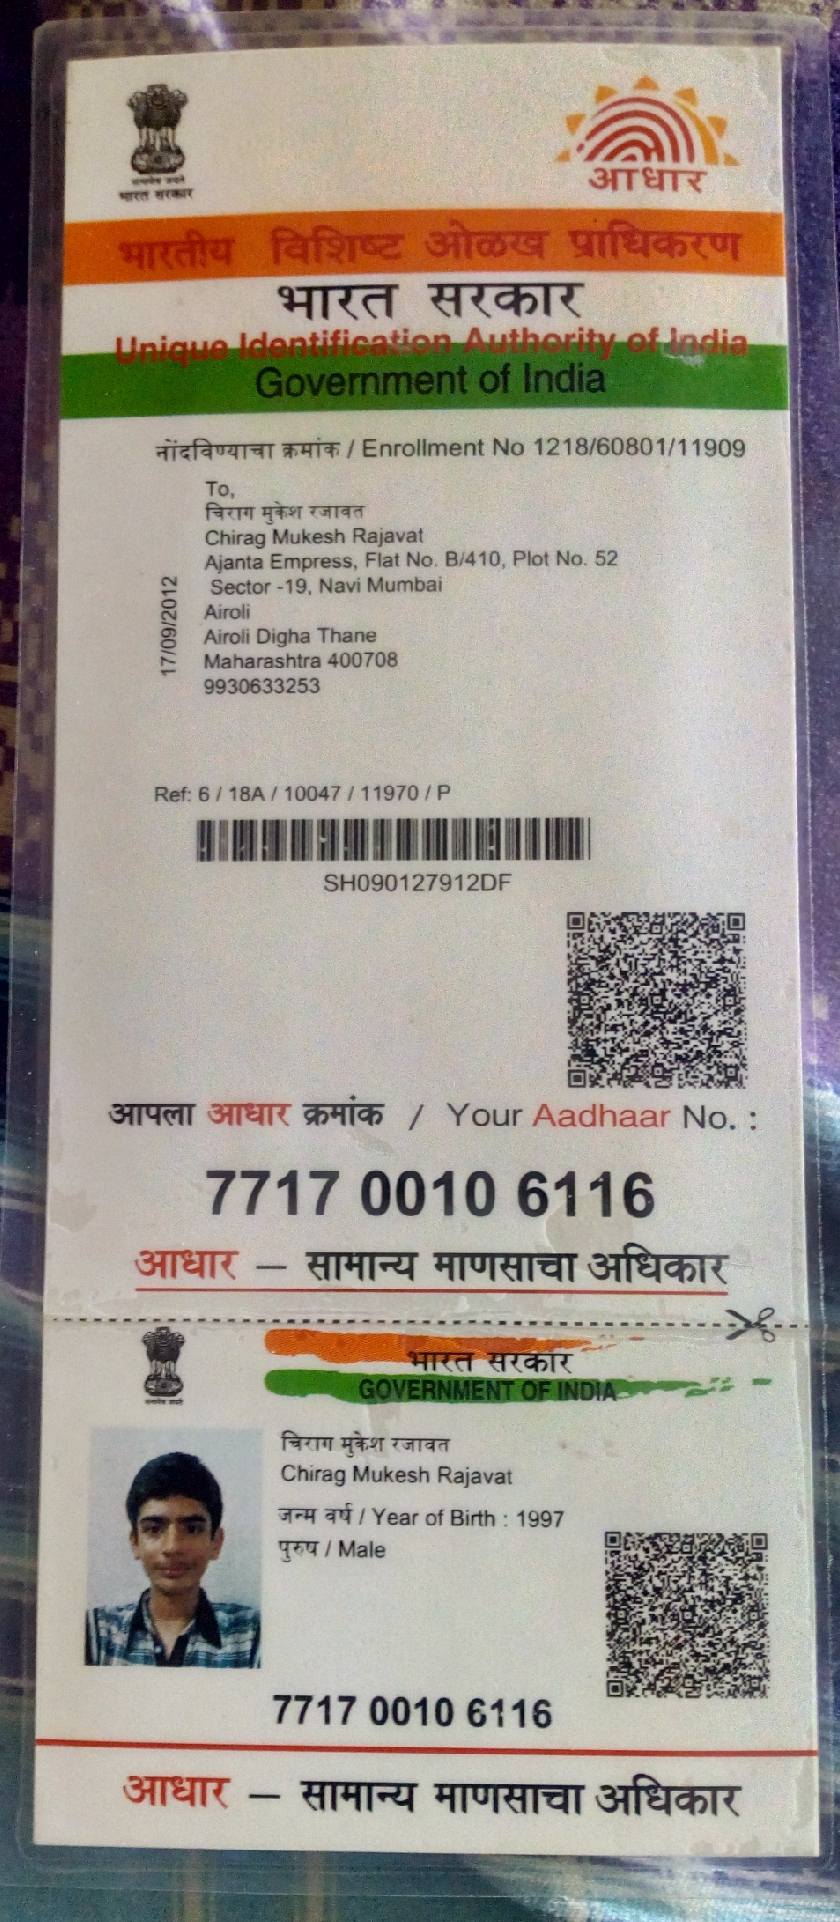 भारत सरकार
आधार
भारतीय विशिष्ट ओळख प्राधिकरण
भारत सरकार
Unique Identification Authority of India
Government of India
नोंदविण्याचा क्रमांक / Enrollment No 1218/60801/11909
To,
चिराग मुकेश रजावत
Chirag Mukesh Rajavat
Ajanta Empress, Flat No. B/410, Plot No. 52
Sector -19, Navi Mumbai
Airoli
Airoli Digha Thane
Maharashtra 400708
9930633253
17/09/2012
Ref: 6 / 18A / 10047 / 11970 / P
SH090127912DF
आपला आधार क्रमांक / Your Aadhaar No. :
7717 0010 6116
आधार – सामान्य माणसाचा अधिकार
भारत सरकार
GOVERNMENT OF INDIA
चिराग मुकेश रजावत
Chirag Mukesh Rajavat
जन्म वर्ष / Year of Birth : 1997
पुरुष / Male
7717 0010 6116
आधार – सामान्य माणसाचा अधिकार